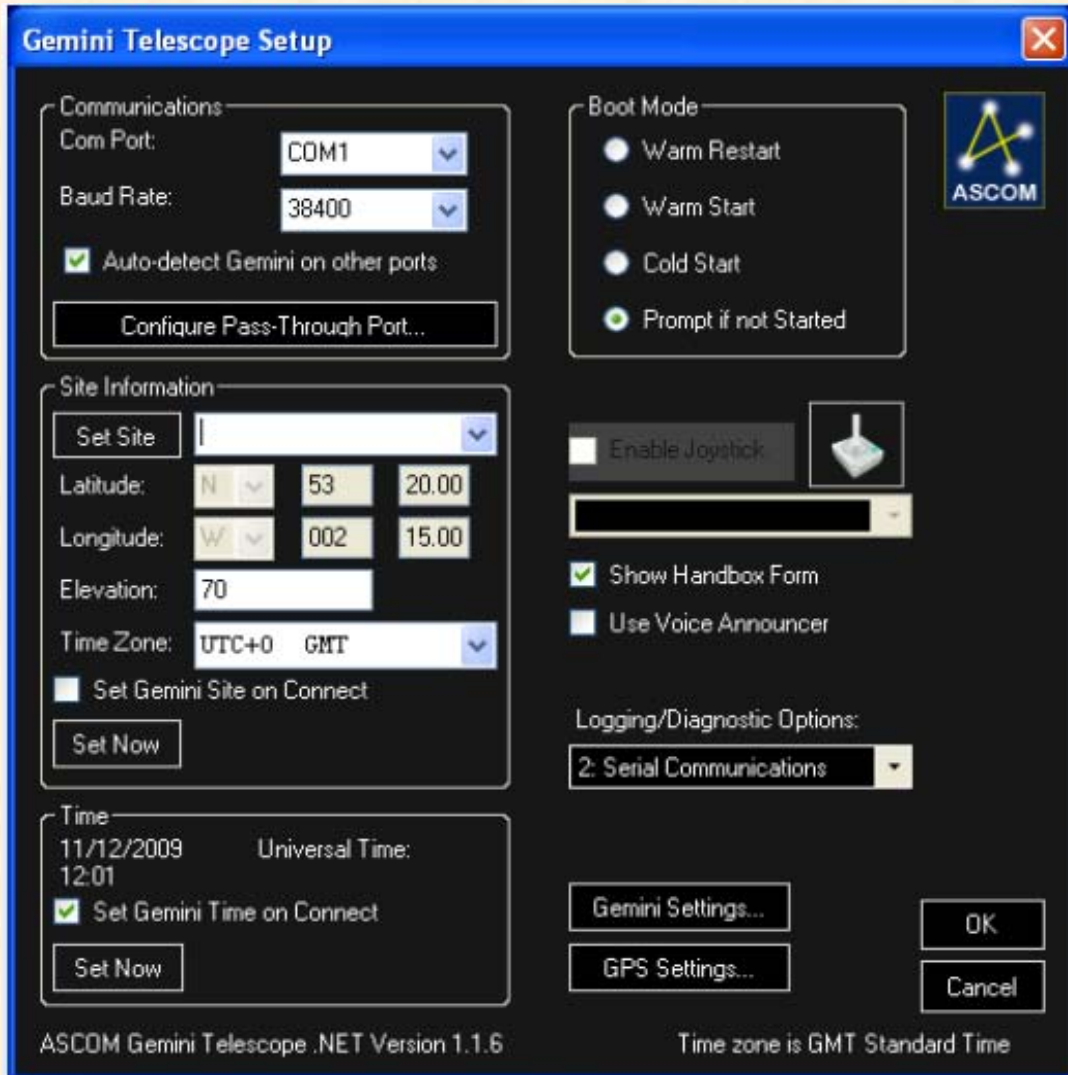 Gemini Telescope Setup
Communications
Com Port:
COM1
Baud Rate:
38400
Auto-detect Gemini on other ports
Configure Pass-Through Port...
Boot Mode
Warm Restart
Warm Start
Cold Start
Prompt if not Started
ASCOM
Site Information
Set Site
Latitude:
N 53 20.00
Longitude:
W 002 15.00
Elevation:
70
Time Zone:
UTC+0 GMT
Set Gemini Site on Connect
Set Now
Enable Joystick
Show Handbox Form
Use Voice Announcer
Logging/Diagnostic Options:
2: Serial Communications
Time
11/12/2009 Universal Time:
12:01
Set Gemini Time on Connect
Set Now
Gemini Settings...
GPS Settings...
OK
Cancel
ASCOM Gemini Telescope .NET Version 1.1.6
Time zone is GMT Standard Time